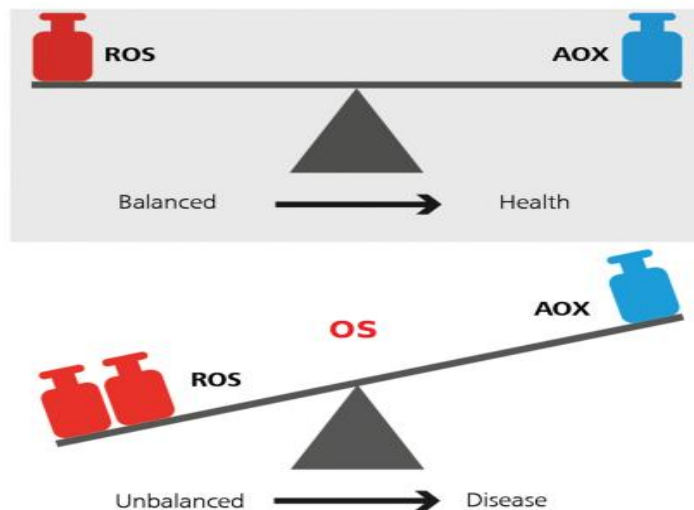 ROS AOX
Balanced Health
AOX
OS
ROS
Unbalanced Disease